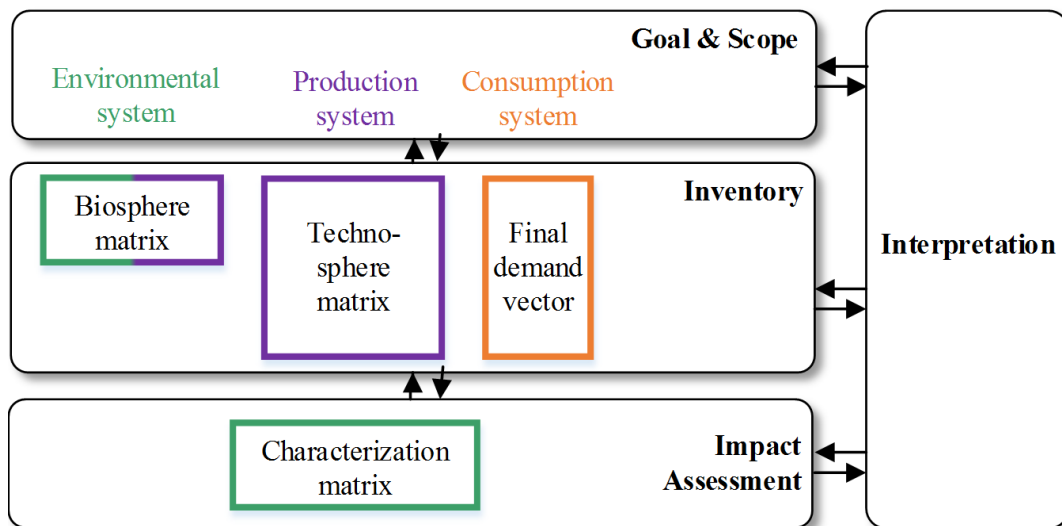 Goal & Scope
Environmental
system
Production
system
Consumption
system
Inventory
Biosphere
matrix
Techno-
sphere
matrix
Final
demand
vector
Interpretation
Impact
Assessment
Characterization
matrix